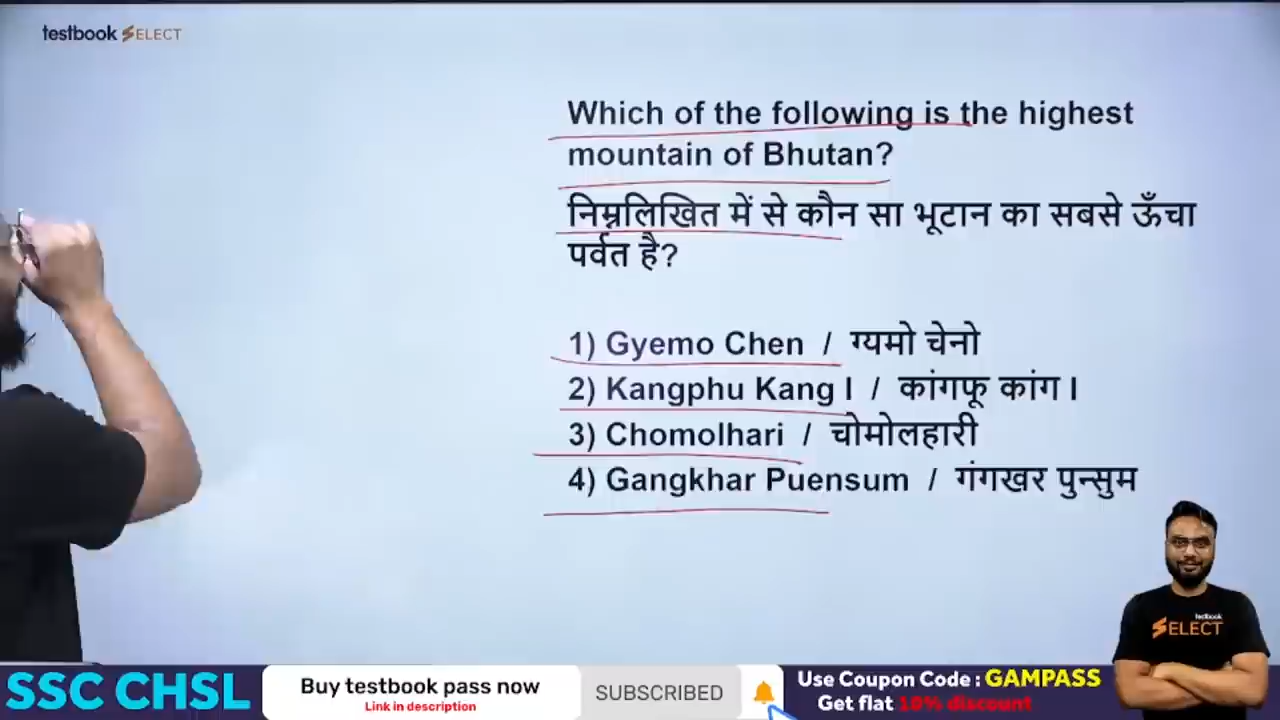 testbook SELECT
Which of the following is the highest
mountain of Bhutan?
निम्नलिखित में से कौन सा भूटान का सबसे ऊँचा
पर्वत है?
1) Gyemo Chen / ग्यमो चेनो
2) Kangphu Kang I / कांगफू कांग I
3) Chomolhari / चोमोलहारी
4) Gangkhar Puensum / गंगखर पुन्सुम
testbook
SELECT
SSC CHSL
Buy testbook pass now
Link in description
SUBSCRIBED
Use Coupon Code : GAMPASS
Get flat 10% discount